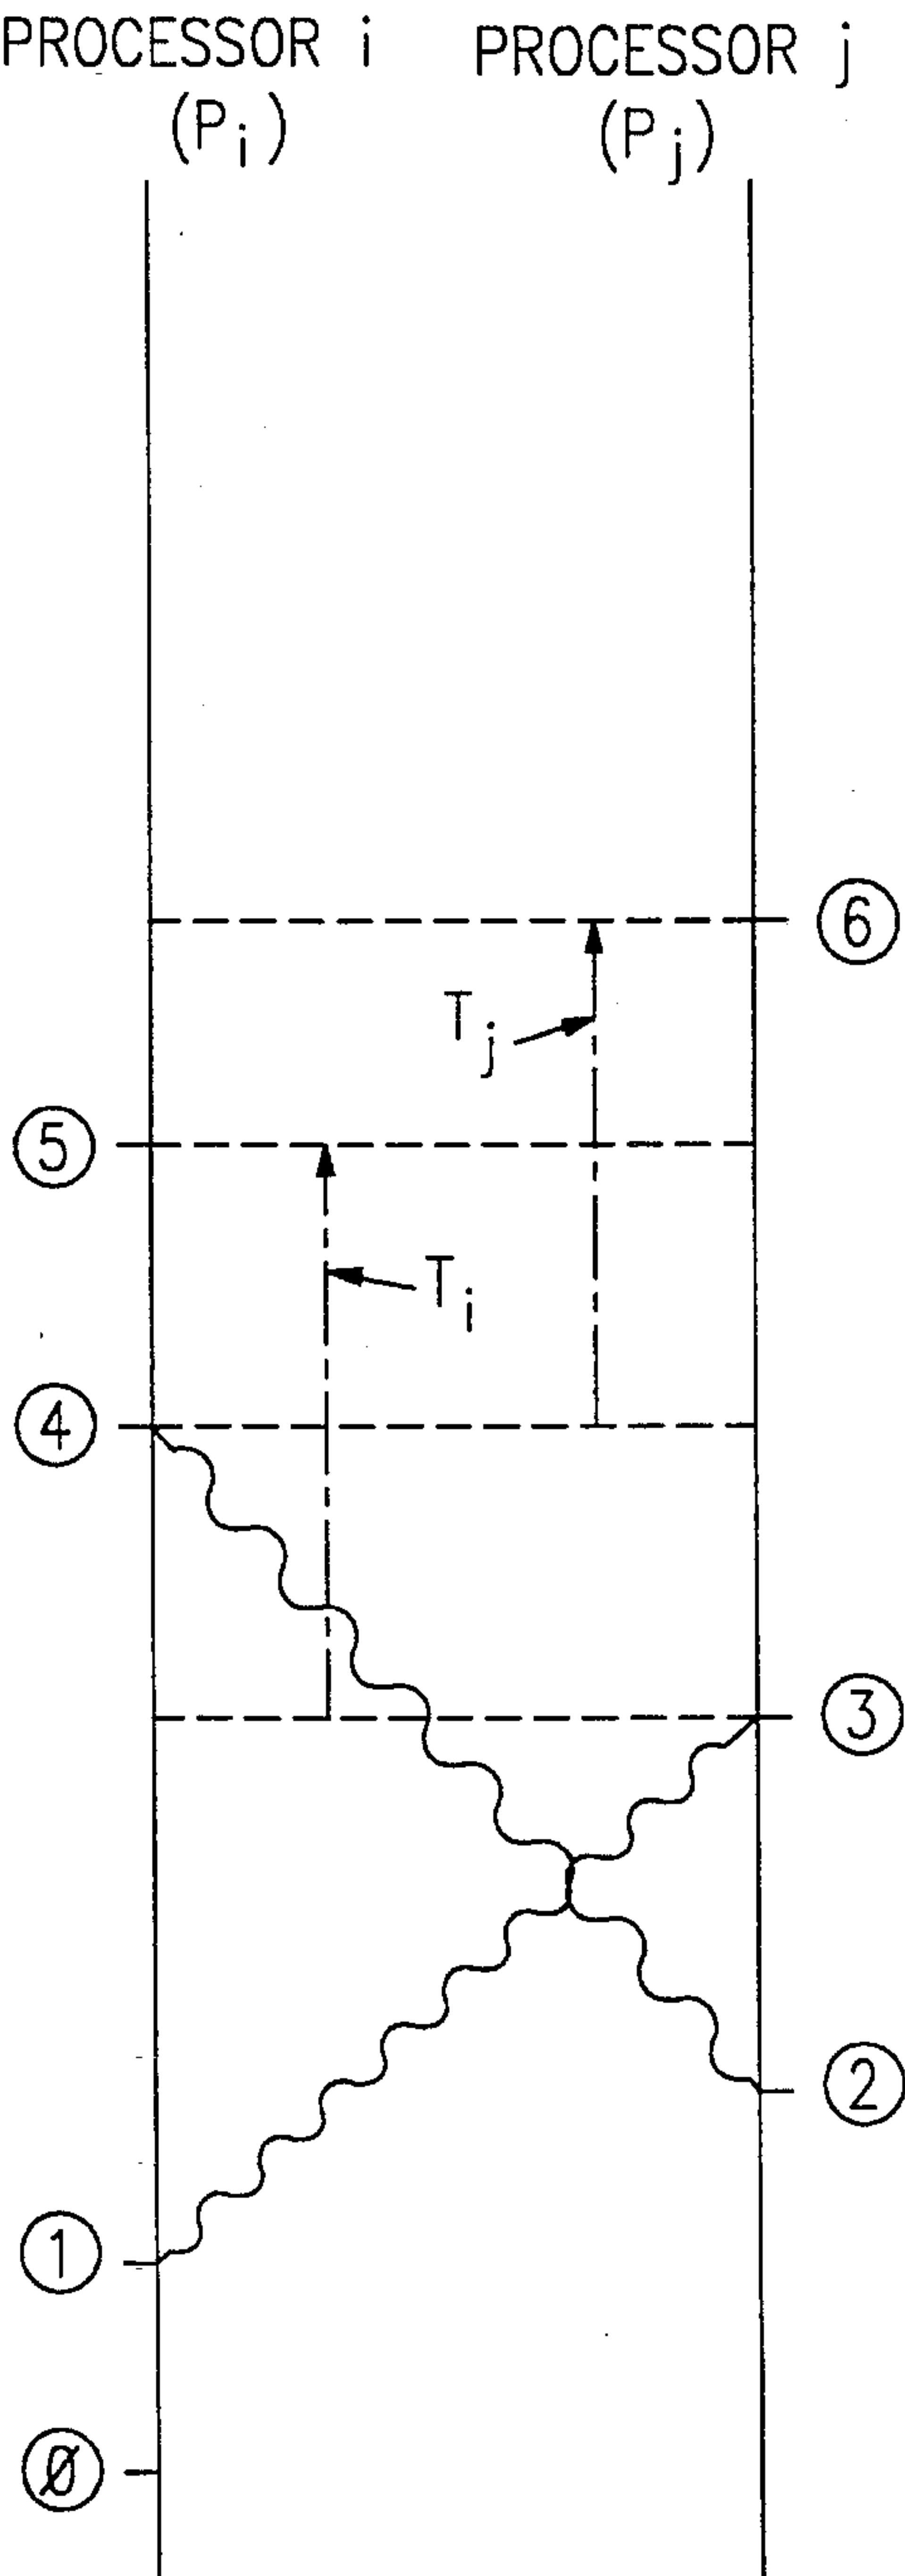 PROCESSOR i PROCESSOR j
(Pi) (Pj)
6
Tj
5
Ti
4
3
2
1
Ø